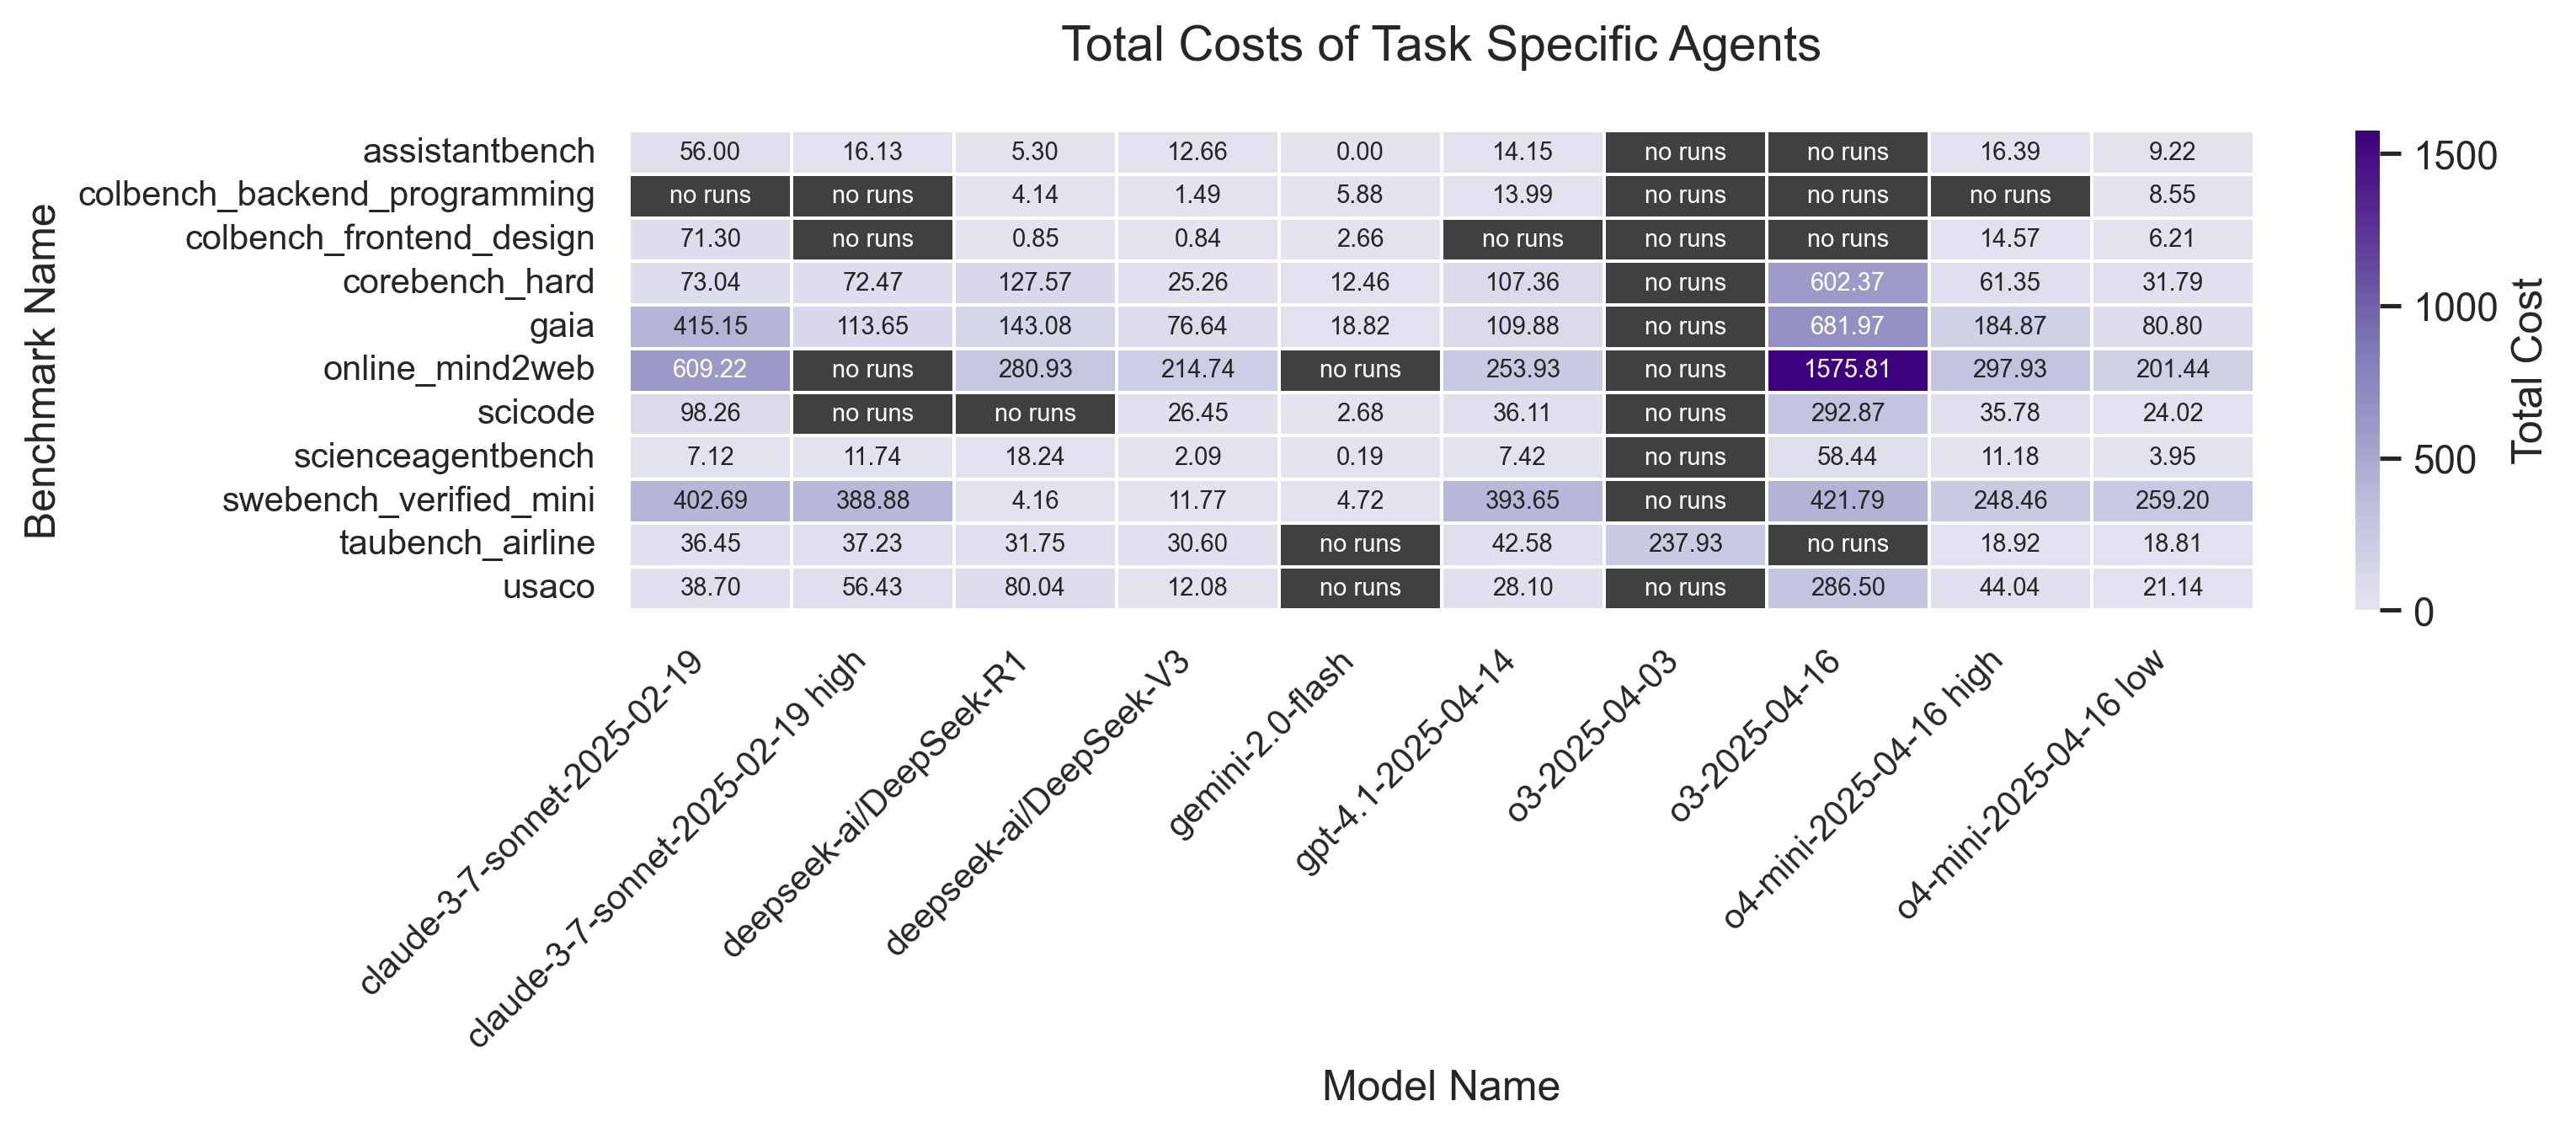 Total Costs of Task Specific Agents
Benchmark Name
assistantbench 56.00 16.13 5.30 12.66 0.00 14.15 no runs no runs 16.39 9.22
colbench_backend_programming no runs no runs 4.14 1.49 5.88 13.99 no runs no runs no runs 8.55
colbench_frontend_design 71.30 no runs 0.85 0.84 2.66 no runs no runs no runs 14.57 6.21
corebench_hard 73.04 72.47 127.57 25.26 12.46 107.36 no runs 602.37 61.35 31.79
gaia 415.15 113.65 143.08 76.64 18.82 109.88 no runs 681.97 184.87 80.80
online_mind2web 609.22 no runs 280.93 214.74 no runs 253.93 no runs 1575.81 297.93 201.44
scicode 98.26 no runs no runs 26.45 2.68 36.11 no runs 292.87 35.78 24.02
scienceagentbench 7.12 11.74 18.24 2.09 0.19 7.42 no runs 58.44 11.18 3.95
swebench_verified_mini 402.69 388.88 4.16 11.77 4.72 393.65 no runs 421.79 248.46 259.20
taubench_airline 36.45 37.23 31.75 30.60 no runs 42.58 237.93 no runs 18.92 18.81
usaco 38.70 56.43 80.04 12.08 no runs 28.10 no runs 286.50 44.04 21.14
claude-3-7-sonnet-2025-02-19
claude-3-7-sonnet-2025-02-19 high
deepseek-ai/DeepSeek-R1
deepseek-ai/DeepSeek-V3
gemini-2.0-flash
gpt-4.1-2025-04-14
o3-2025-04-03
o3-2025-04-16
o4-mini-2025-04-16 high
o4-mini-2025-04-16 low
Model Name
1500
1000
500
0
Total Cost